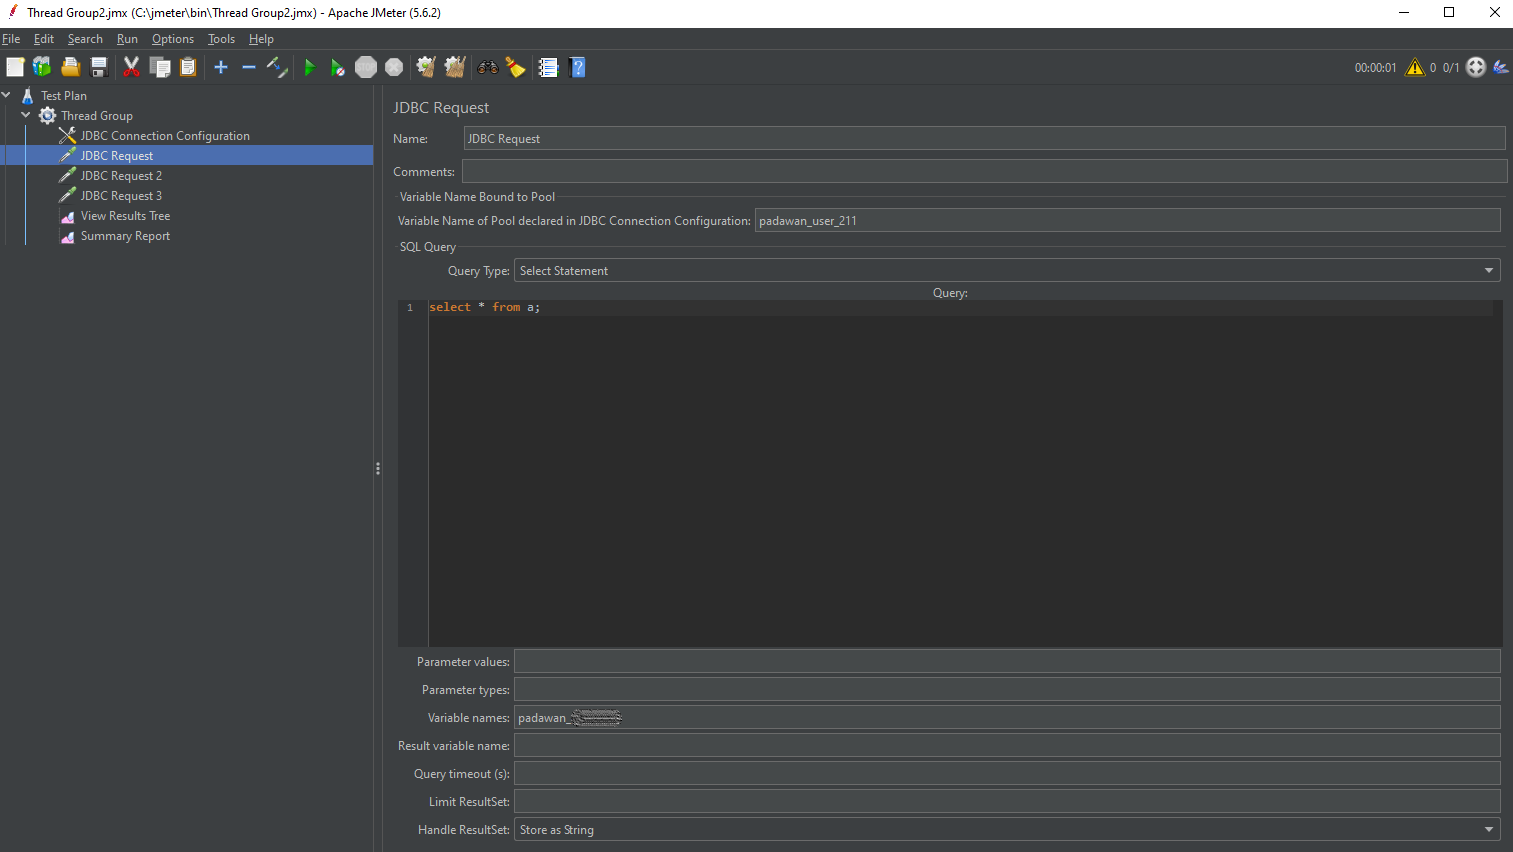 Thread Group2.jmx (C:\jmeter\bin\Thread Group2.jmx) - Apache JMeter (5.6.2)
File Edit Search Run Options Tools Help
STOP
00:00:01 0 0/1
Test Plan
Thread Group
JDBC Connection Configuration
JDBC Request
JDBC Request 2
JDBC Request 3
View Results Tree
Summary Report
JDBC Request
Name: JDBC Request
Comments:
Variable Name Bound to Pool
Variable Name of Pool declared in JDBC Connection Configuration: padawan_user_211
SQL Query
Query Type: Select Statement
Query:
1 select * from a;
Parameter values:
Parameter types:
Variable names: padawan_
Result variable name:
Query timeout (s):
Limit ResultSet:
Handle ResultSet: Store as String